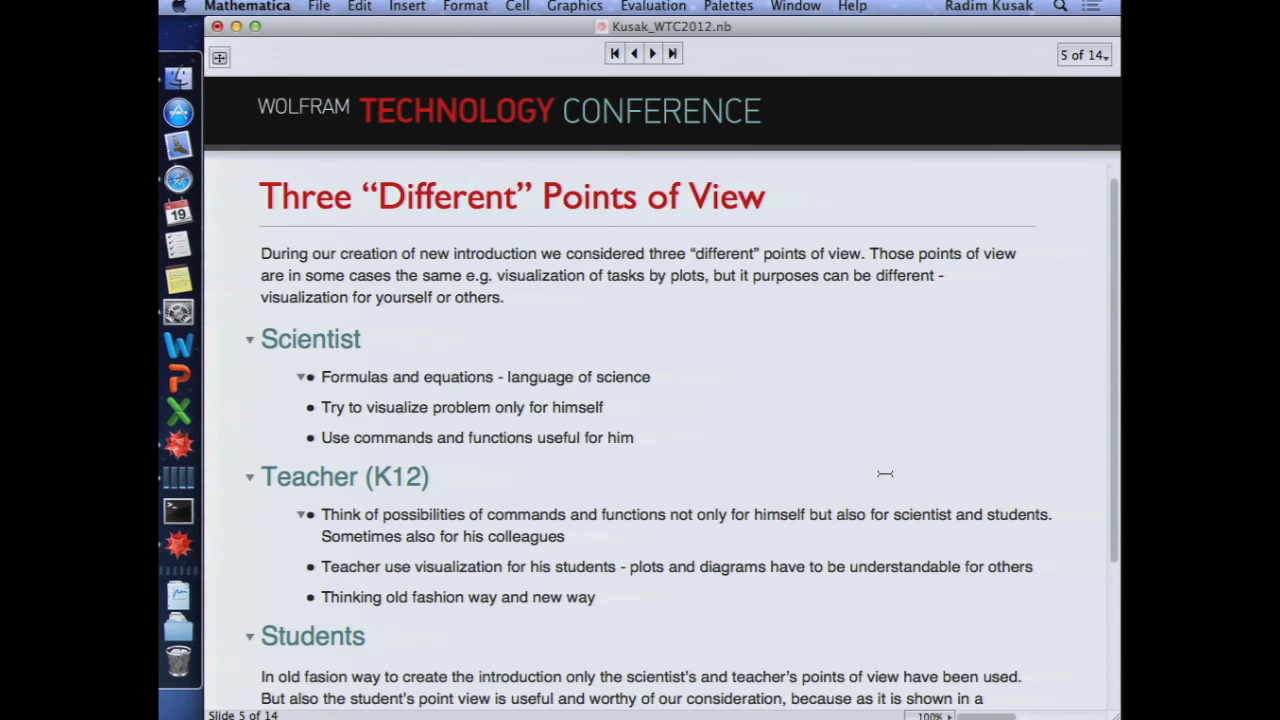 Mathematica File Edit Insert Format Cell Graphics Evaluation Palettes Window Help Radim Kusak
Kusak_WTC2012.nb
5 of 14
WOLFRAM TECHNOLOGY CONFERENCE
Three “Different” Points of View
During our creation of new introduction we considered three “different” points of view. Those points of view
are in some cases the same e.g. visualization of tasks by plots, but it purposes can be different -
visualization for yourself or others.
Scientist
• Formulas and equations - language of science
• Try to visualize problem only for himself
• Use commands and functions useful for him
Teacher (K12)
• Think of possibilities of commands and functions not only for himself but also for scientist and students.
Sometimes also for his colleagues
• Teacher use visualization for his students - plots and diagrams have to be understandable for others
• Thinking old fashion way and new way
Students
In old fasion way to create the introduction only the scientist’s and teacher’s points of view have been used.
But also the student’s point view is useful and worthy of our consideration, because as it is shown in a
Slide 5 of 14
100%
19